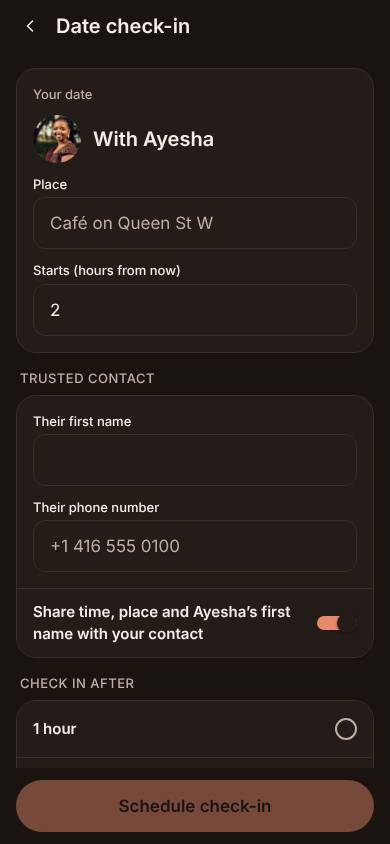 Date check-in
Your date
With Ayesha
Place
Café on Queen St W
Starts (hours from now)
2
TRUSTED CONTACT
Their first name
Their phone number
+1 416 555 0100
Share time, place and Ayesha’s first
name with your contact
CHECK IN AFTER
1 hour
Schedule check-in